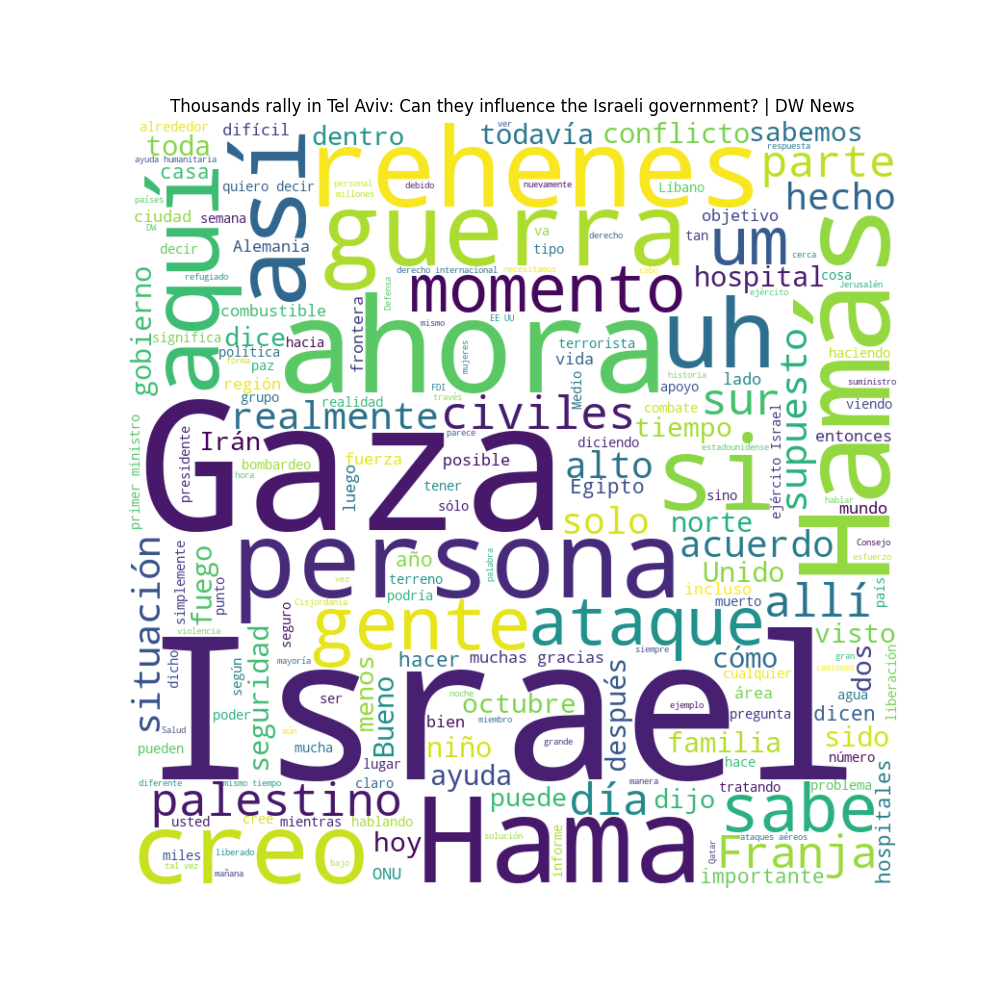 Thousands rally in Tel Aviv: Can they influence the Israeli government? | DW News
alrededor
difícil
dentro
ver
todavía
conflicto
sabemos
toda
ayuda humanitaria
casa
aquí
así
quiero decir
rehenes
personal
millones
debido
nuevamente
Líbano
respuesta
parte
hecho
países
DW
ciudad
semana
Alemania
decir
guerra
va
tipo
derecho
tan
objetivo
um
cerca
Hamás
refugiado
derecho internacional
necesitamos
cabo
hospital
cosa
Jerusalén
gobierno
combustible
frontera
Defensa
momento
EE UU
mismo
ahora
uh
ejército
significa
dice
hacia
política
paz
forma
región
grupo
mujeres
FDI
través
terrorista
vida
Medio
historia
apoyo
lado
supuestó
haciendo
suministro
viendo
realidad
realmente
civiles
combate
sur
tiempo
estadounidense
ejército Israel
entonces
primer ministro
presidente
Irán
parece
Gaza
bombardeo
hora
luego
fuerza
tener
posible
sólo
diciendo
alto
Egipto
si
sino
hablar
mundo
solo
norte
Consejo
esfuerzo
situación
simplemente
fuego
punto
persona
año
terreno
vez
podría
palabra
acuerdo
Unido
incluso
muerto
allí
país
Cisjordania
violencia
seguro
gente
ataque
visto
dicho
según
seguridad
mayoría
menos
hacer
muchas gracias
siempre
después
cómo
cualquier
gran
camiones
dos
liberación
Israel
ser
poder
Salud
pueden
aún
mucha
Bueno
noche
octubre
miembro
bien
ejemplo
área
pregunta
agua
dicen
niño
grande
familia
sido
lugar
hace
número
diferente
mismo tiempo
claro
ayuda
manera
tratando
problema
hospitales
palestino
puede
día
dijo
sabe
usted
cree
mientras
hablando
creo
hoy
Hama
solución
informe
ataques aéreos
Qatar
Franja
miles
tal vez
liberado
mañana
bajo
ONU
importante